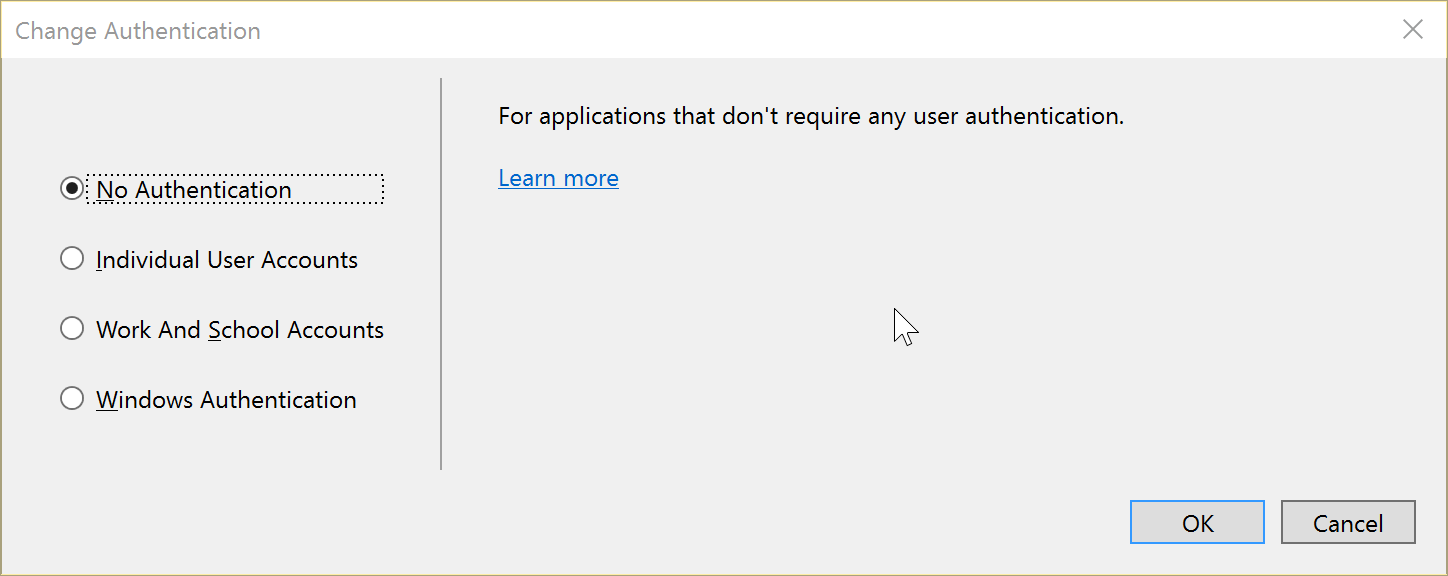 Change Authentication
For applications that don't require any user authentication.
Learn more
No Authentication
Individual User Accounts
Work And School Accounts
Windows Authentication
OK
Cancel